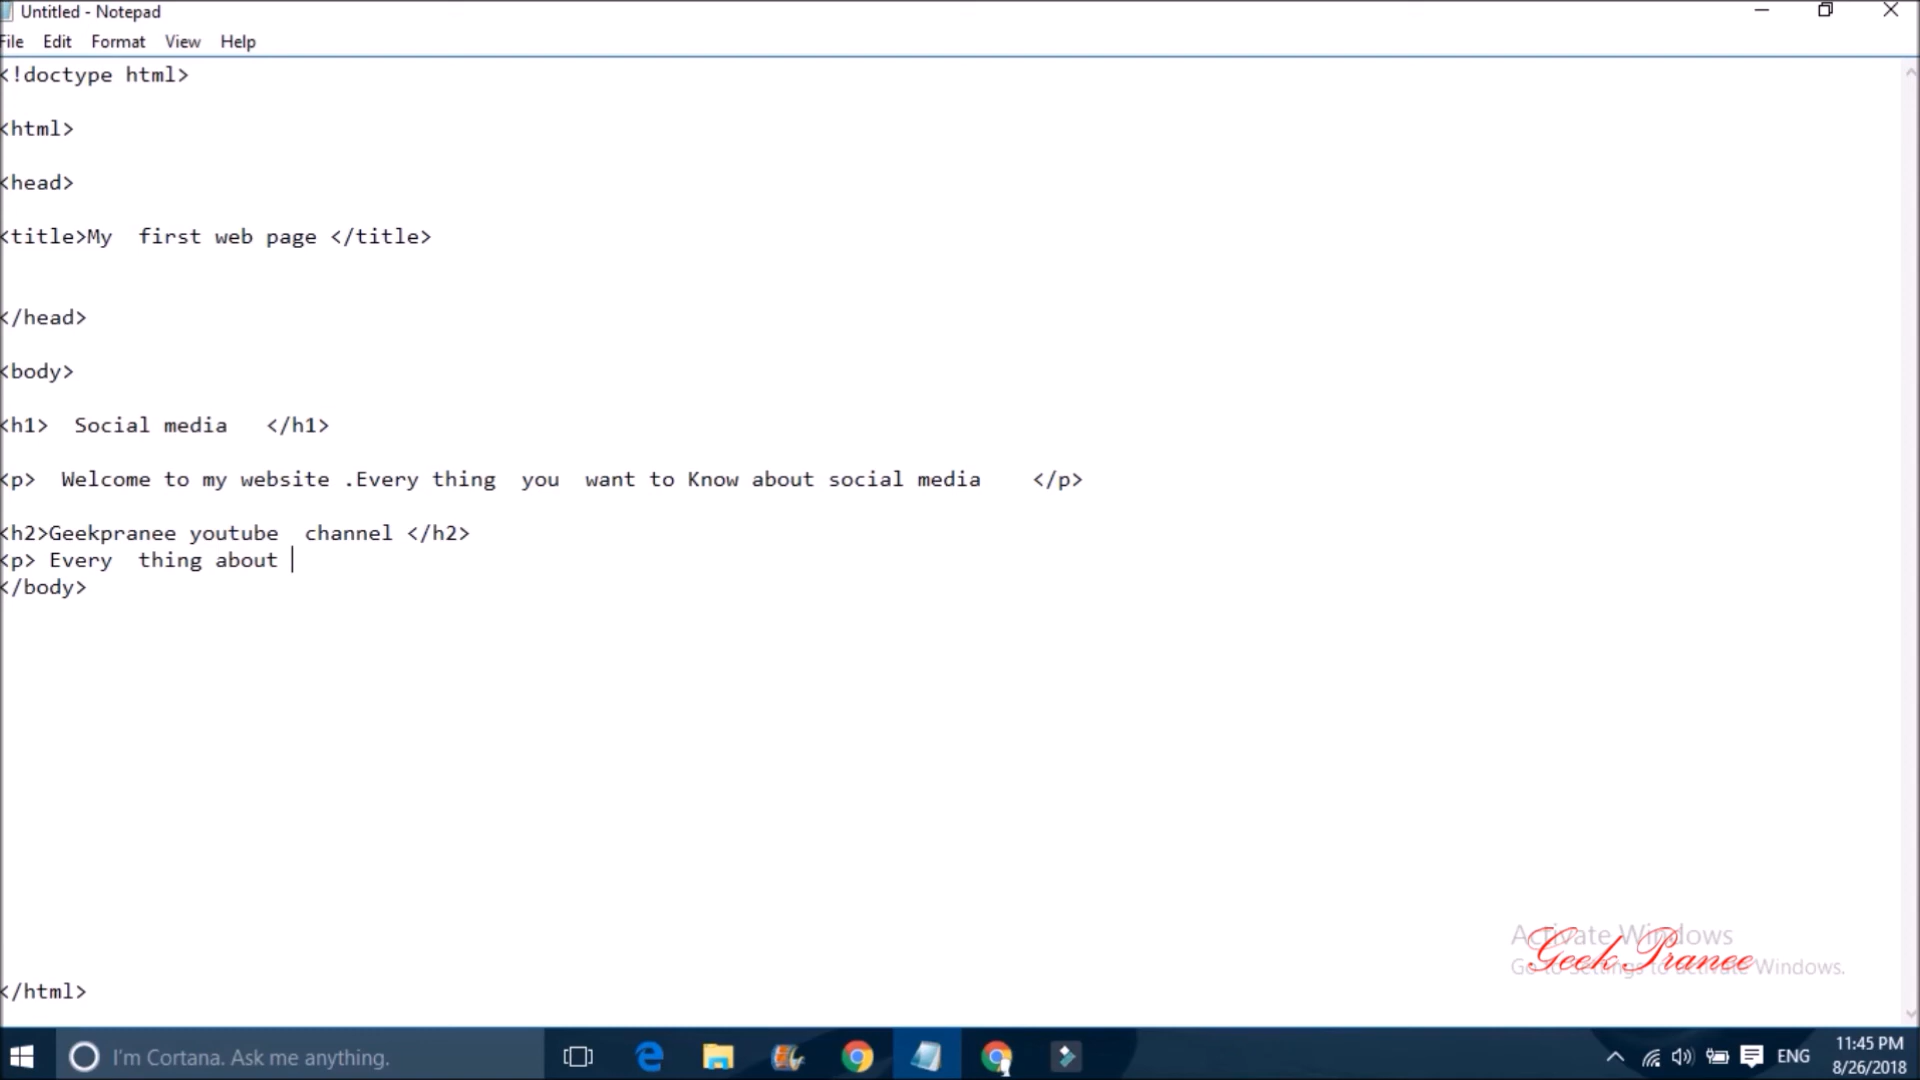 Untitled - Notepad
File Edit Format View Help
<!doctype html>
<html>
<head>
<title>My  first web page </title>
</head>
<body>
<h1>  Social media   </h1>
<p>  Welcome to my website .Every thing  you  want to Know about social media    </p>
<h2>Geekpranee youtube  channel </h2>
<p> Every  thing about
</body>
Activate Windows
Go to Settings to activate Windows.
Geek Pranee
</html>
I'm Cortana. Ask me anything.
ENG
11:45 PM
8/26/2018